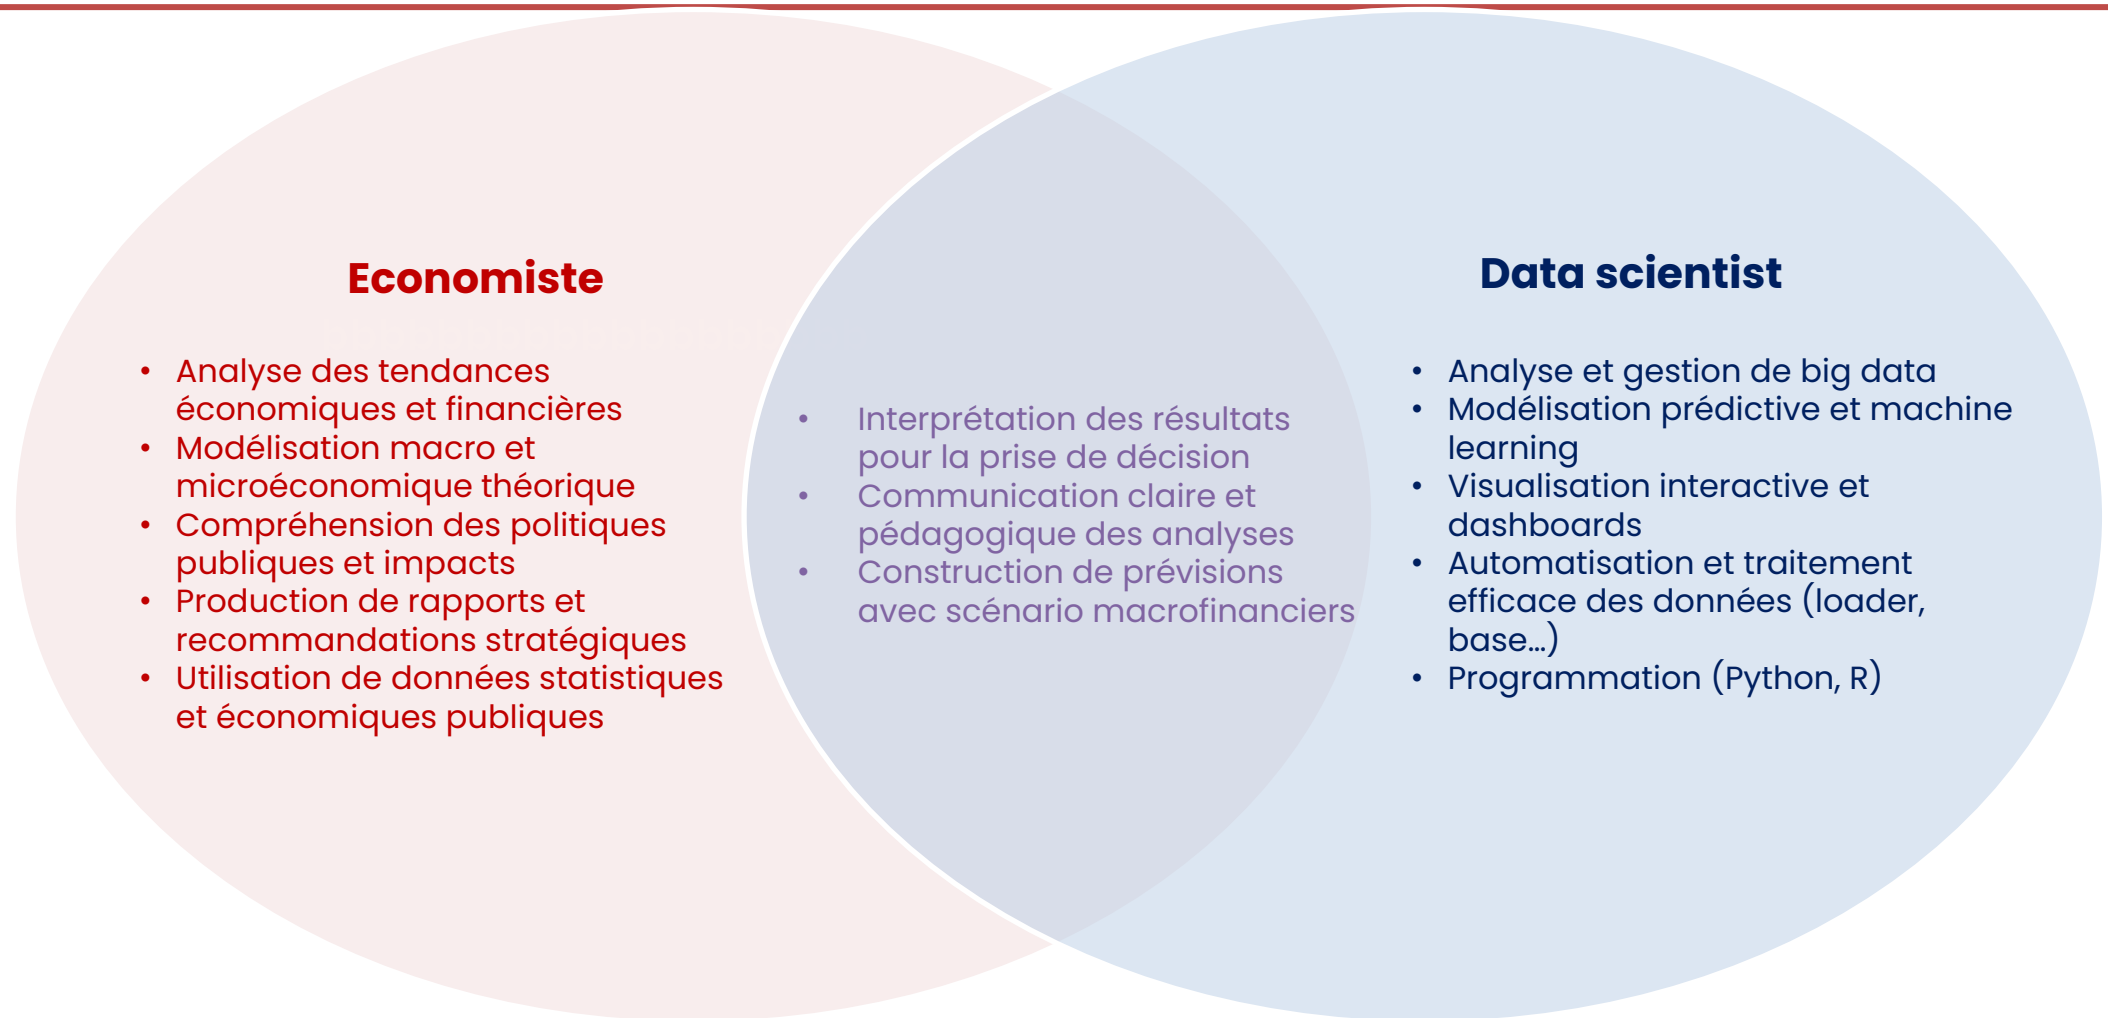 Economiste
• Analyse des tendances
économiques et financières
• Modélisation macro et
microéconomique théorique
• Compréhension des politiques
publiques et impacts
• Production de rapports et
recommandations stratégiques
• Utilisation de données statistiques
et économiques publiques
• Interprétation des résultats
pour la prise de décision
• Communication claire et
pédagogique des analyses
• Construction de prévisions
avec scénario macrofinanciers
Data scientist
• Analyse et gestion de big data
• Modélisation prédictive et machine
learning
• Visualisation interactive et
dashboards
• Automatisation et traitement
efficace des données (loader,
base…)
• Programmation (Python, R)